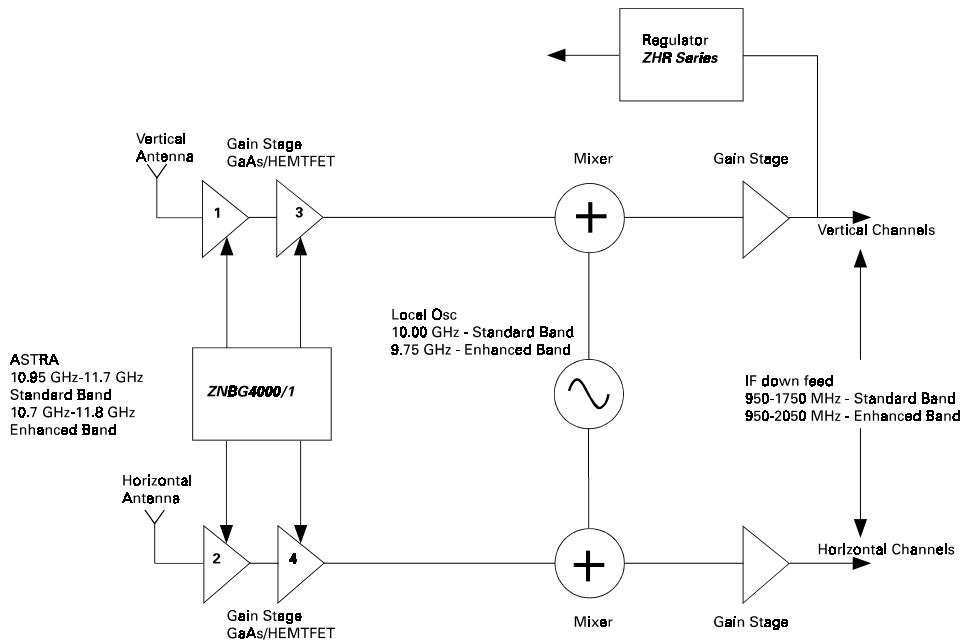 Regulator
ZHR Series
Vertical
Antenna
Gain Stage
GaAs/HEMTFET
Mixer
Gain Stage
1
3
Vertical Channels
Local Osc
10.00 GHz - Standard Band
9.75 GHz - Enhanced Band
ASTRA
10.95 GHz-11.7 GHz
Standard Band
10.7 GHz-11.8 GHz
Enhanced Band
ZNBG4000/1
IF down feed
950-1750 MHz - Standard Band
950-2050 MHz - Enhanced Band
Horizontal
Antenna
2
4
Horizontal Channels
Gain Stage
GaAs/HEMTFET
Mixer
Gain Stage